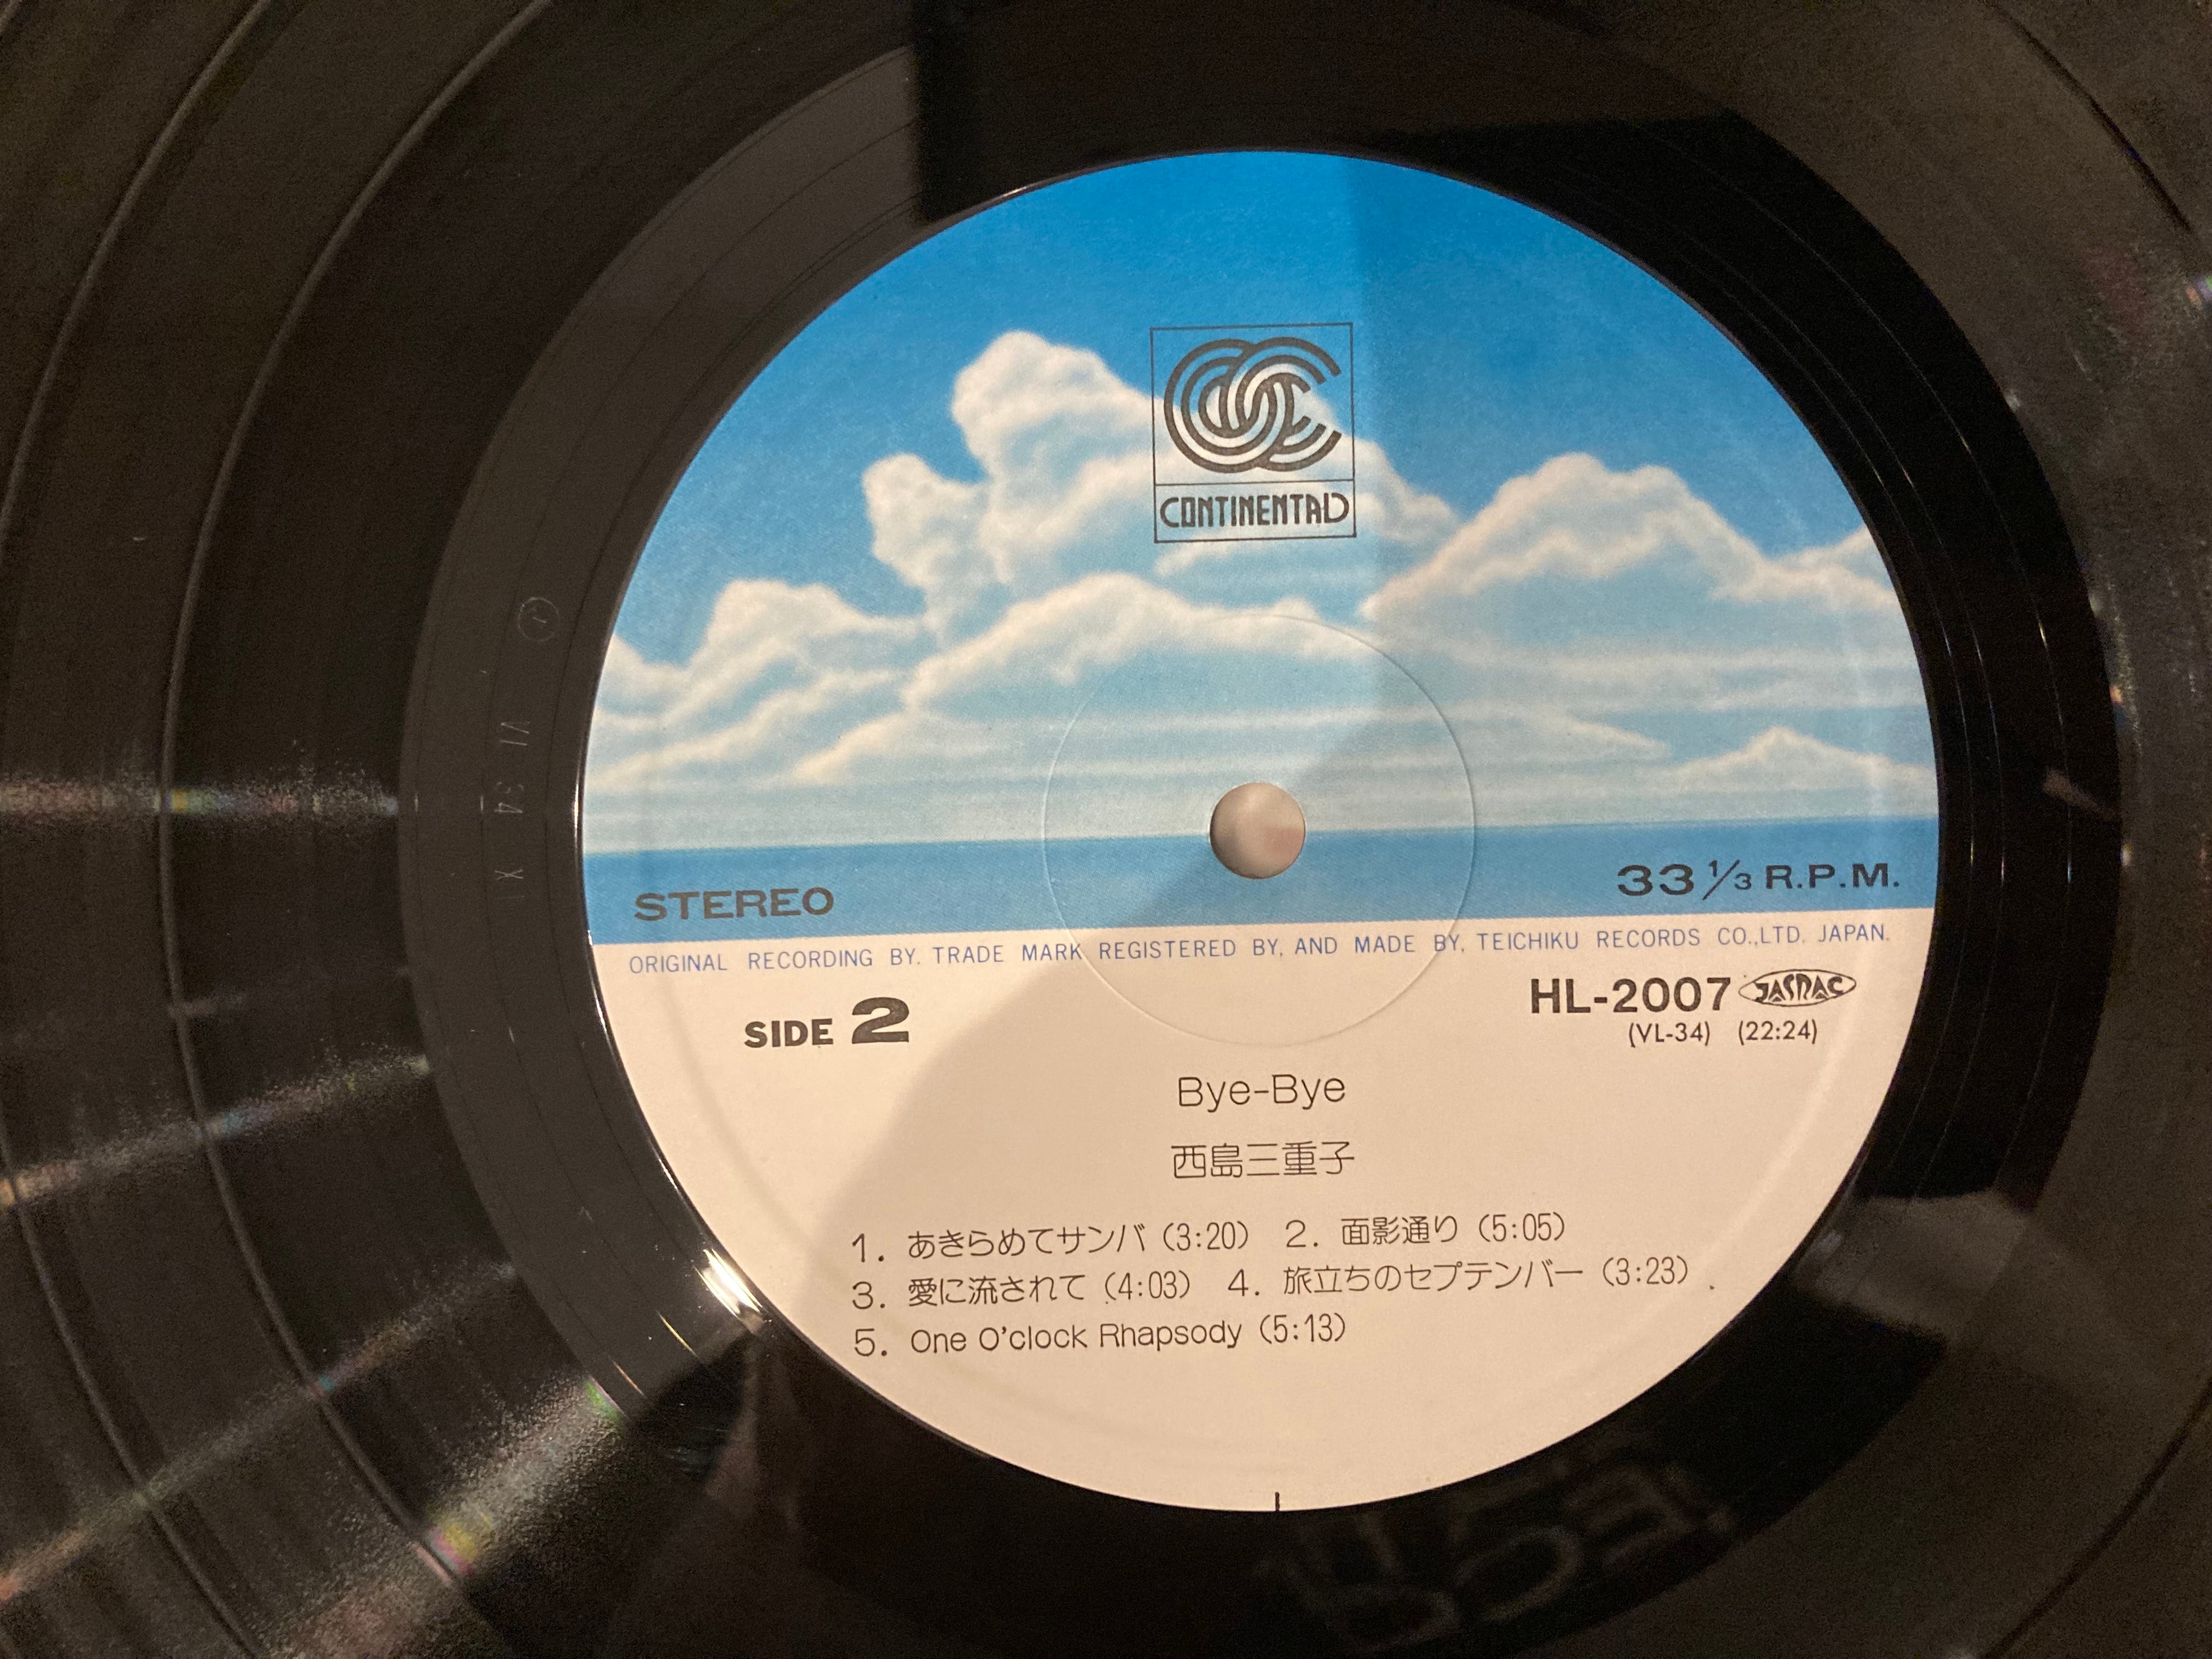 CONTINENTAL
STEREO
33 1/3 R.P.M.
ORIGINAL RECORDING BY. TRADE MARK REGISTERED BY, AND MADE BY, TEICHIKU RECORDS CO.,LTD. JAPAN.
SIDE 2
HL-2007 JASRAC
(VL-34) (22:24)
Bye-Bye
西島三重子
1. あきらめてサンバ (3:20) 2. 面影通り (5:05)
3. 愛に流されて (4:03) 4. 旅立ちのセプテンバー (3:23)
5. One O'clock Rhapsody (5:13)